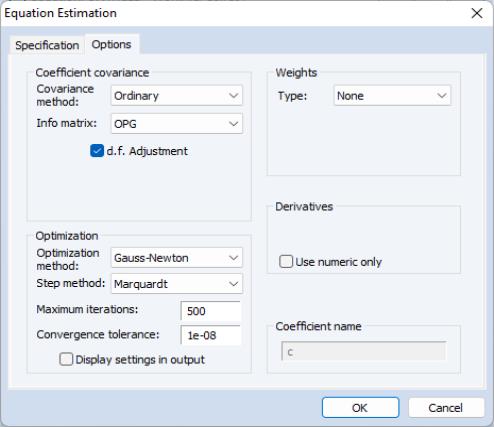 Equation Estimation
Specification
Options
Coefficient covariance
Covariance
method:
Ordinary
Info matrix:
OPG
d.f. Adjustment
Optimization
Optimization
method:
Gauss-Newton
Step method:
Marquardt
Maximum iterations:
500
Convergence tolerance:
1e-08
Display settings in output
Weights
Type:
None
Derivatives
Use numeric only
Coefficient name
c
OK
Cancel